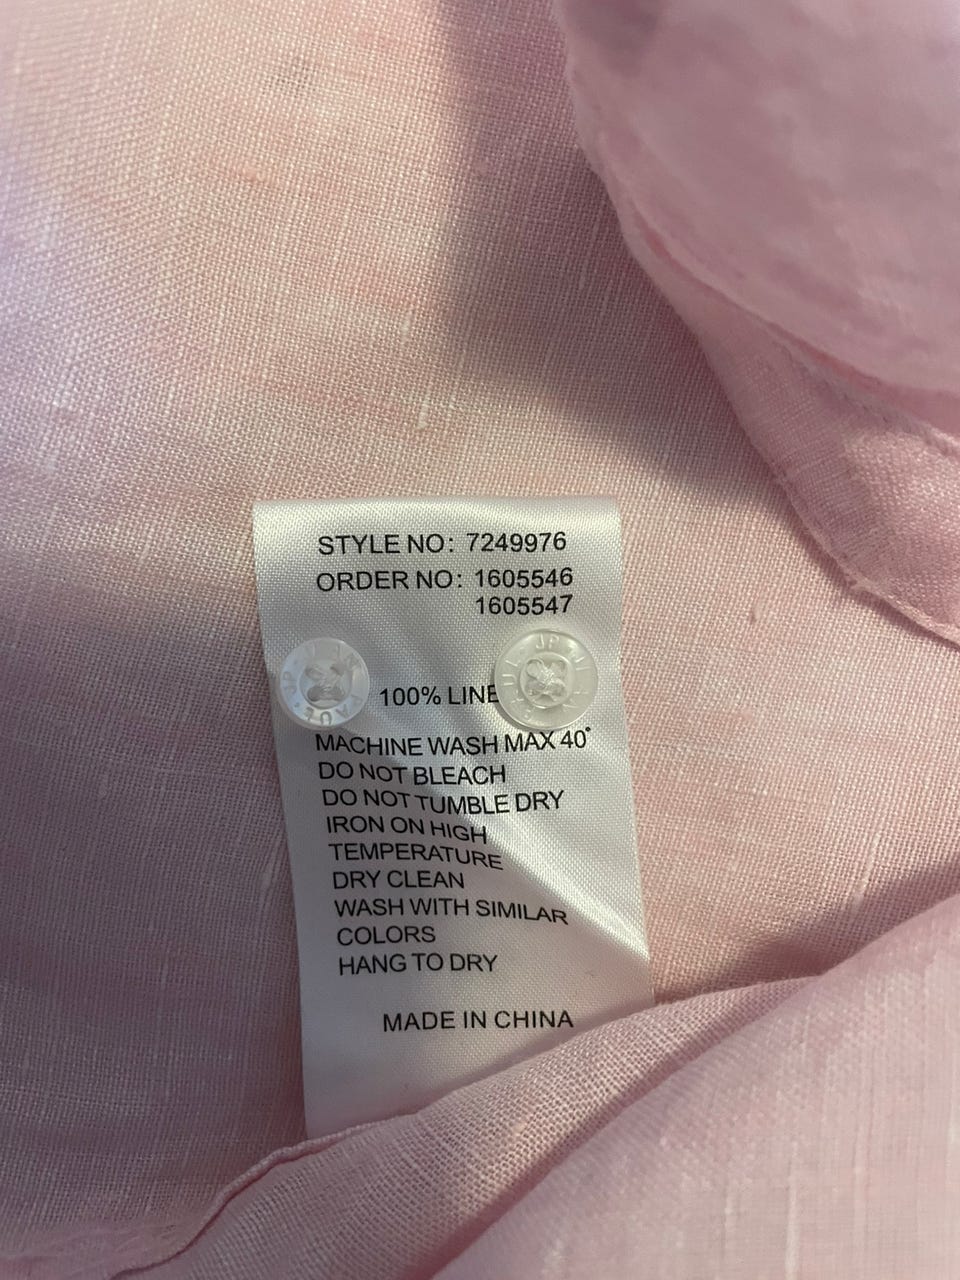 STYLE NO: 7249976
ORDER NO: 1605546
1605547
100% LINE
MACHINE WASH MAX 40°
DO NOT BLEACH
DO NOT TUMBLE DRY
IRON ON HIGH
TEMPERATURE
DRY CLEAN
WASH WITH SIMILAR
COLORS
HANG TO DRY
MADE IN CHINA